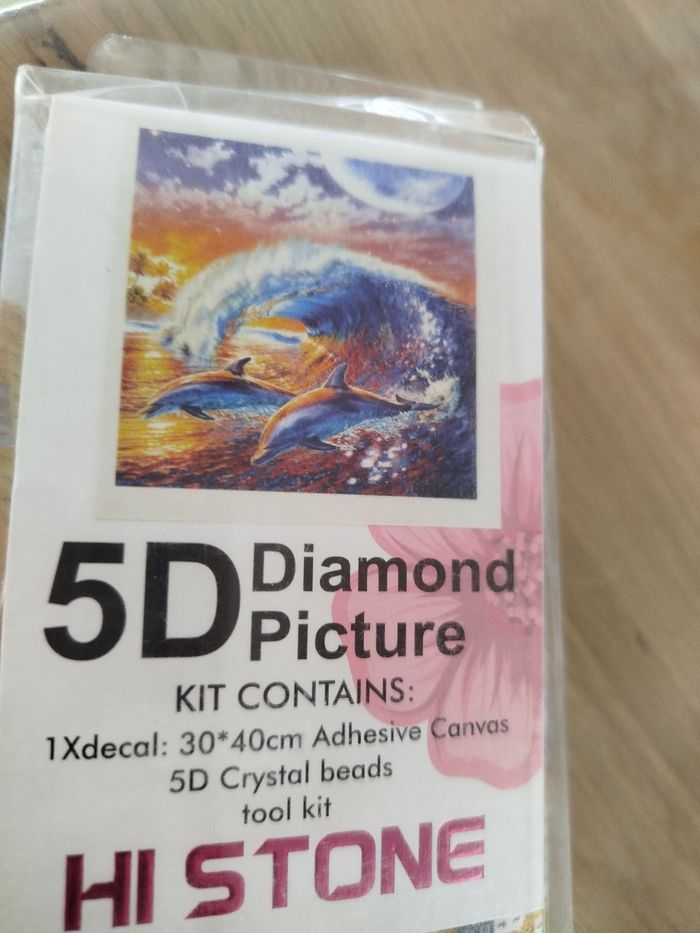 5D Diamond
Picture
KIT CONTAINS:
1Xdecal: 30*40cm Adhesive Canvas
5D Crystal beads
tool kit
HI STONE